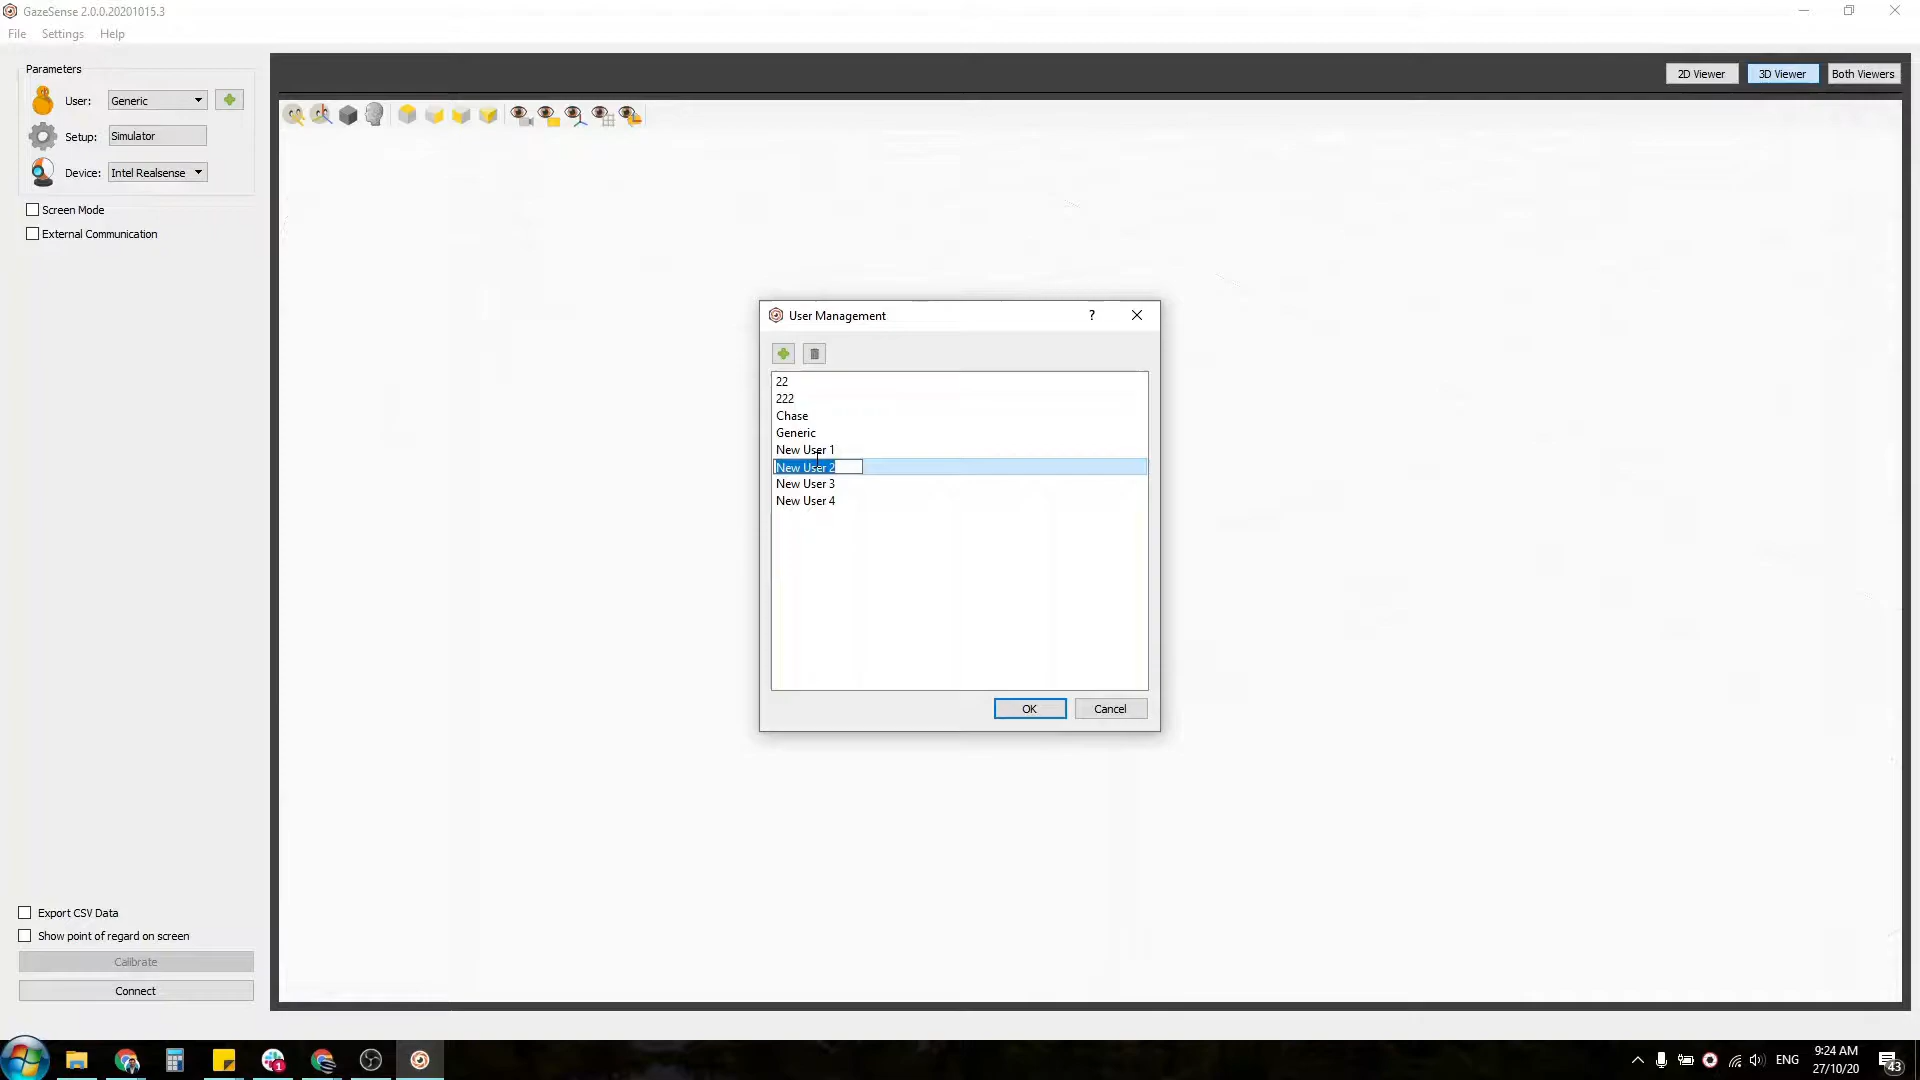 GazeSense 2.0.0.20201015.3
File Settings Help
Parameters
User: Generic
Setup: Simulator
Device: Intel Realsense
Screen Mode
External Communication
2D Viewer 3D Viewer Both Viewers
User Management ?
22
222
Chase
Generic
New User 1
New User 2
New User 3
New User 4
OK Cancel
Export CSV Data
Show point of regard on screen
Calibrate
Connect
1
ENG
9:24 AM
27/10/20
43